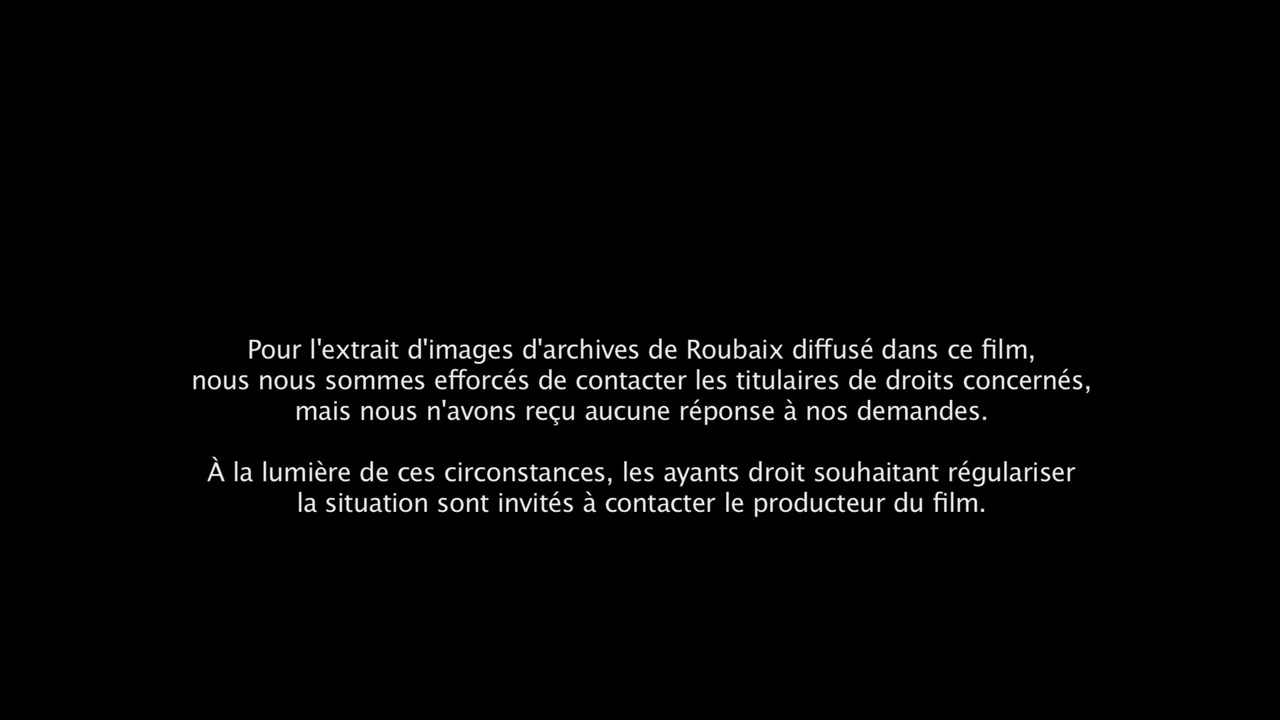 Pour l'extrait d'images d'archives de Roubaix diffusé dans ce film,
nous nous sommes efforcés de contacter les titulaires de droits concernés,
mais nous n'avons reçu aucune réponse à nos demandes.
À la lumière de ces circonstances, les ayants droit souhaitant régulariser
la situation sont invités à contacter le producteur du film.